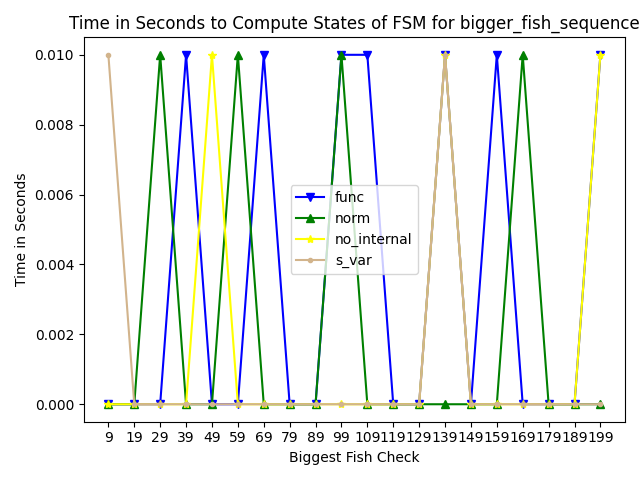 Time in Seconds to Compute States of FSM for bigger_fish_sequence
Time in Seconds
0.010
0.008
0.006
0.004
0.002
0.000
func
norm
no_internal
s_var
9 19 29 39 49 59 69 79 89 99 109 119 129 139 149 159 169 179 189 199
Biggest Fish Check